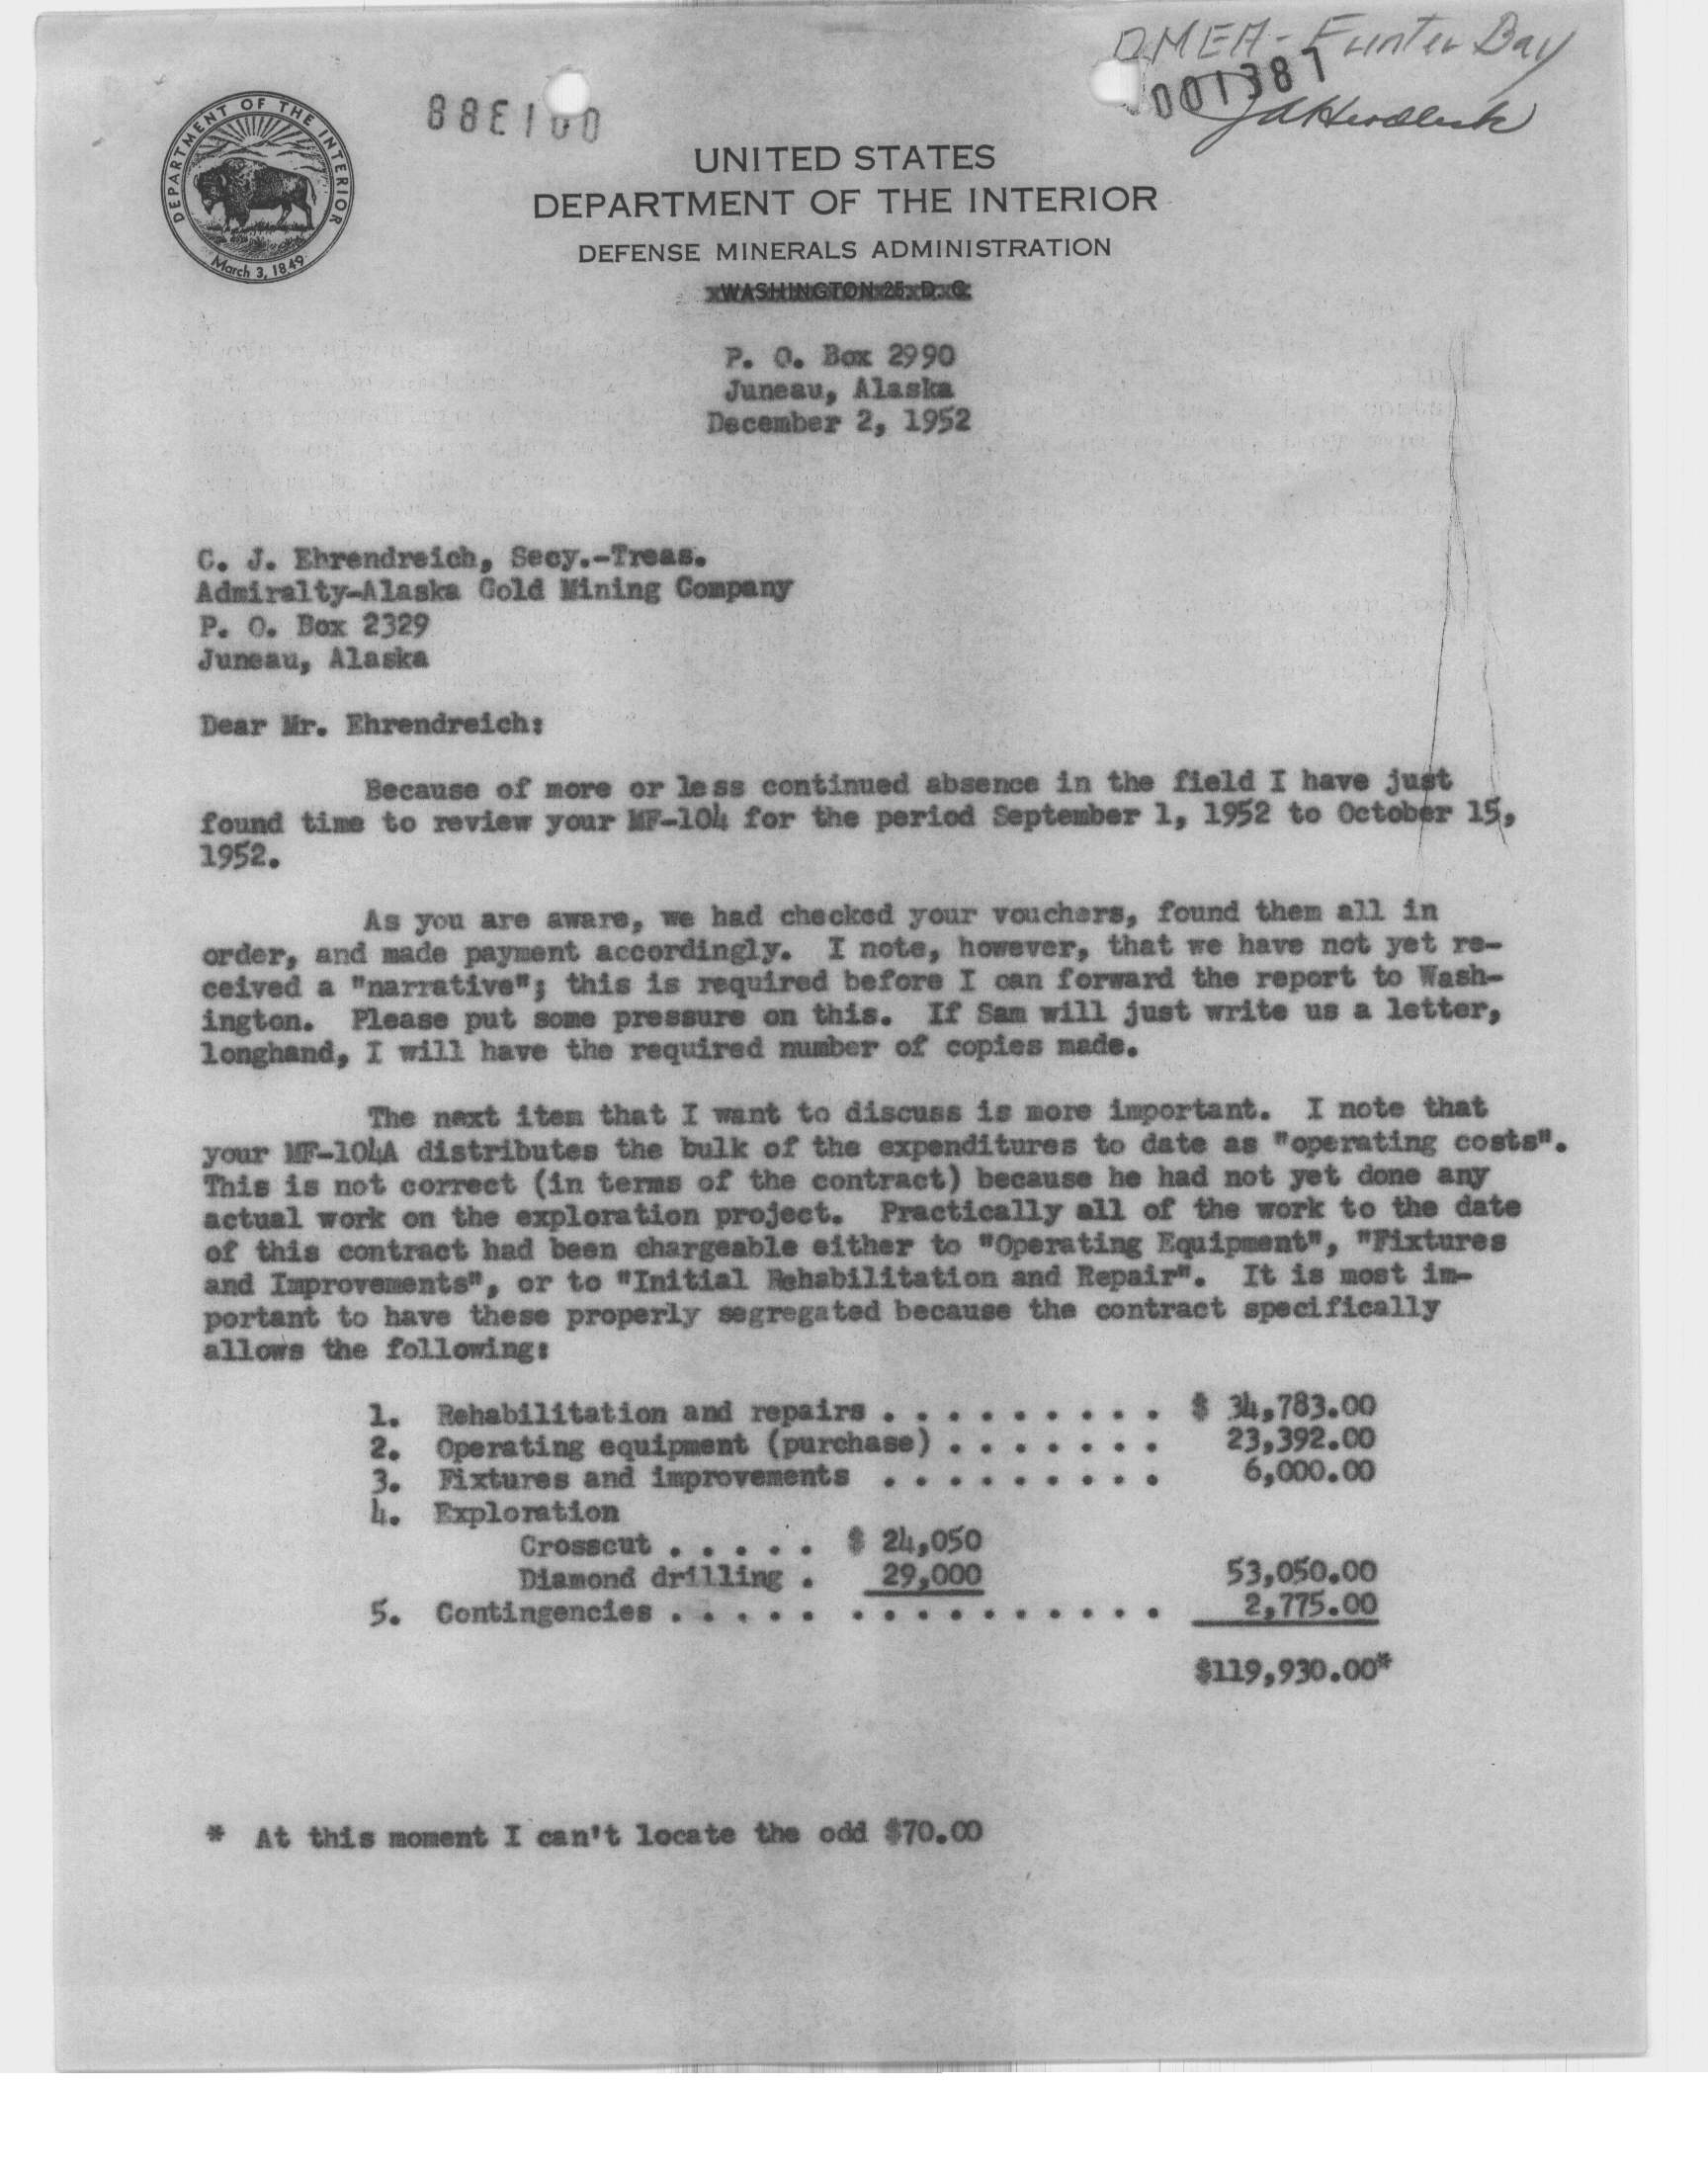 DMEA - Funter Bay
001387
001388
DEPARTMENT OF THE INTERIOR
March 3, 1849
UNITED STATES
DEPARTMENT OF THE INTERIOR
DEFENSE MINERALS ADMINISTRATION
WASHINGTON 25, D. C.
P. O. Box 2990
Juneau, Alaska
December 2, 1952
C. J. Ehrendreich, Secy.-Treas.
Admiralty-Alaska Gold Mining Company
P. O. Box 2329
Juneau, Alaska
Dear Mr. Ehrendreich:
Because of more or less continued absence in the field I have just
found time to review your MF-104 for the period September 1, 1952 to October 15,
1952.
As you are aware, we had checked your vouchers, found them all in
order, and made payment accordingly. I note, however, that we have not yet re-
ceived a "narrative"; this is required before I can forward the report to Wash-
ington. Please put some pressure on this. If Sam will just write us a letter,
longhand, I will have the required number of copies made.
The next item that I want to discuss is more important. I note that
your MF-104A distributes the bulk of the expenditures to date as "operating costs".
This is not correct (in terms of the contract) because he had not yet done any
actual work on the exploration project. Practically all of the work to the date
of this contract had been chargeable either to "Operating Equipment", "Fixtures
and Improvements", or to "Initial Rehabilitation and Repair". It is most im-
portant to have these properly segregated because the contract specifically
allows the following:
1. Rehabilitation and repairs . . . . . . . . . $ 34,783.00
2. Operating equipment (purchase) . . . . . . . 23,392.00
3. Fixtures and improvements . . . . . . . . . 6,000.00
4. Exploration
Crosscut . . . . . $ 24,050
Diamond drilling . 29,000 53,050.00
5. Contingencies . . . . . . . . . . . . . . . 2,775.00
$119,930.00*
* At this moment I can't locate the odd $70.00